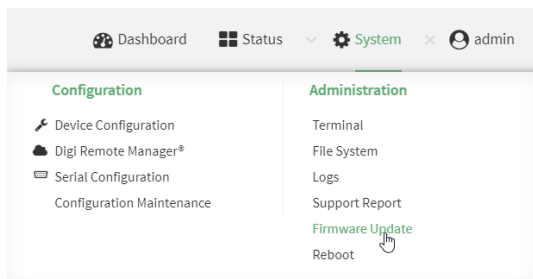 Dashboard Status System admin
Configuration
Device Configuration
Digi Remote Manager®
Serial Configuration
Configuration Maintenance
Administration
Terminal
File System
Logs
Support Report
Firmware Update
Reboot